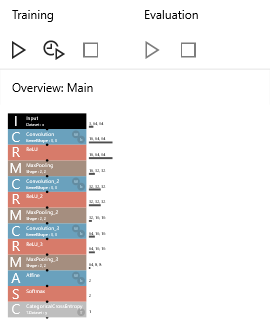 Training Evaluation
Overview: Main
I Input
Dataset : x
3, 64, 64
C Convolution
KernelShape : 3, 3
16, 64, 64
R ReLU
16, 64, 64
M MaxPooling
Shape : 2, 2
16, 32, 32
C Convolution_2
KernelShape : 3, 3
32, 32, 32
R ReLU_2
32, 32, 32
M MaxPooling_2
Shape : 2, 2
32, 16, 16
C Convolution_3
KernelShape : 3, 3
64, 16, 16
R ReLU_3
64, 16, 16
M MaxPooling_3
Shape : 2, 2
64, 8, 8
A Affine
2
S Softmax
2
C CategoricalCrossEntropy
T.Dataset : y
1